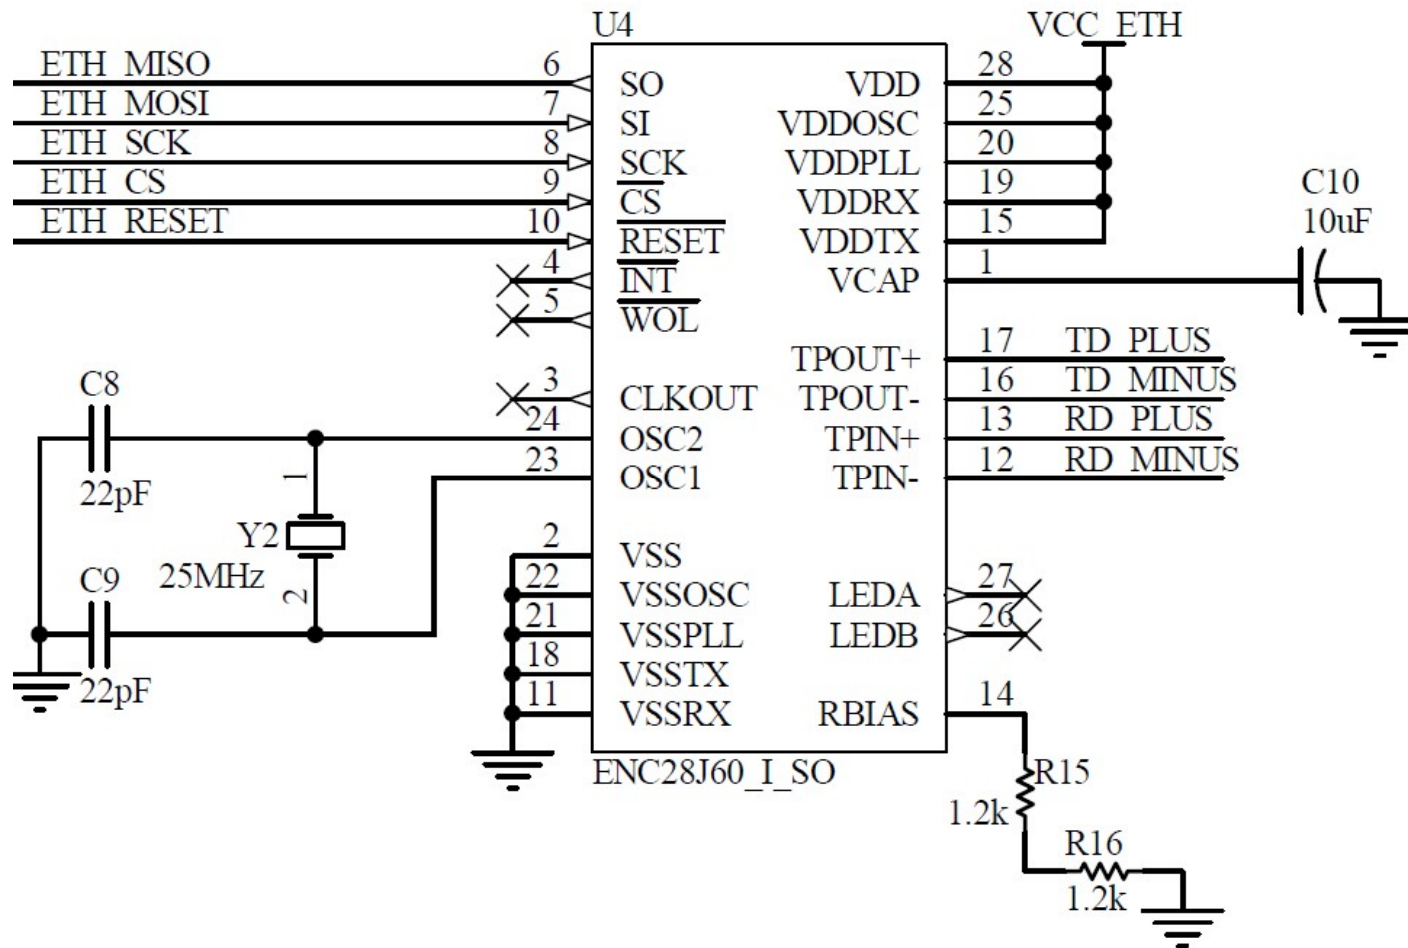 U4
VCC_ETH
ETH_MISO 6 SO VDD 28
ETH_MOSI 7 SI VDDOSC 25
ETH_SCK 8 SCK VDDPLL 20
ETH_CS 9 CS VDDRX 19
ETH_RESET 10 RESET VDDTX 15
4 INT VCAP 1
C10
10uF
5 WOL
TPOUT+ 17 TD_PLUS
3 CLKOUT TPOUT- 16 TD_MINUS
24 OSC2 TPIN+ 13 RD_PLUS
23 OSC1 TPIN- 12 RD_MINUS
C8
22pF
1
Y2
25MHz
2
C9
22pF
2 VSS
22 VSSOSC LEDA 27
21 VSSPLL LEDB 26
18 VSSTX
11 VSSRX RBIAS 14
ENC28J60_I_SO
R15
1.2k
R16
1.2k